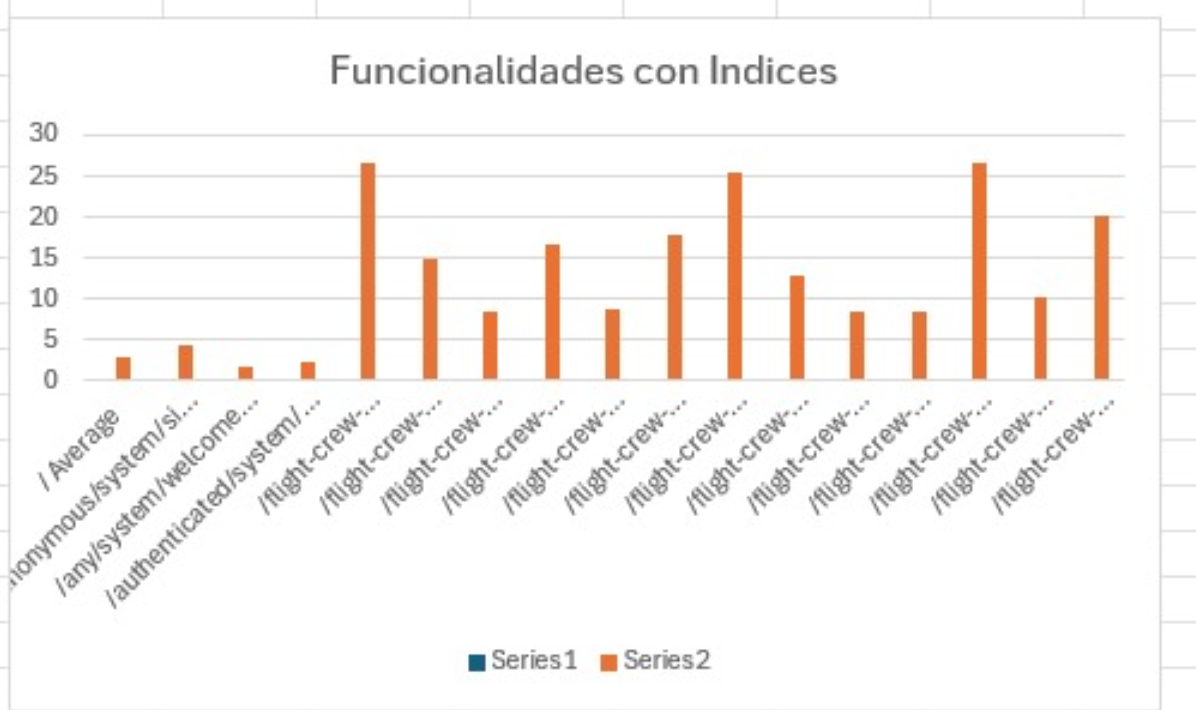 Funcionalidades con Indices
30
25
20
15
10
5
0
/ Average
nonymous/system/si...
/any/system/welcome...
/authenticated/system/...
/flight-crew-...
/flight-crew-...
/flight-crew-...
/flight-crew-...
/flight-crew-...
/flight-crew-...
/flight-crew-...
/flight-crew-...
/flight-crew-...
/flight-crew-...
/flight-crew-...
/flight-crew-...
/flight-crew-...
Series1 Series2